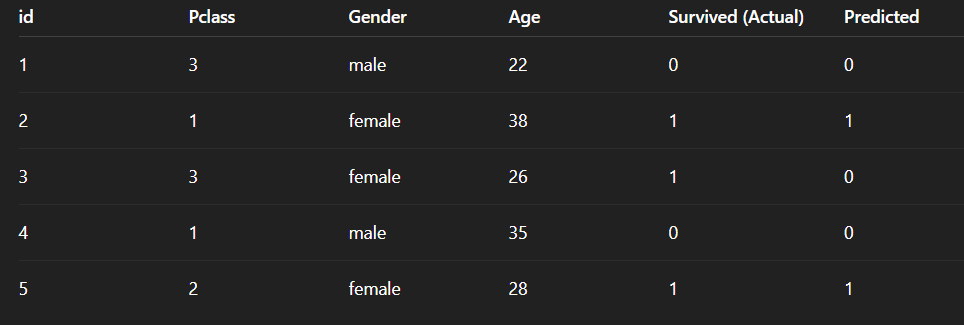 id Pclass Gender Age Survived (Actual) Predicted
1 3 male 22 0 0
2 1 female 38 1 1
3 3 female 26 1 0
4 1 male 35 0 0
5 2 female 28 1 1